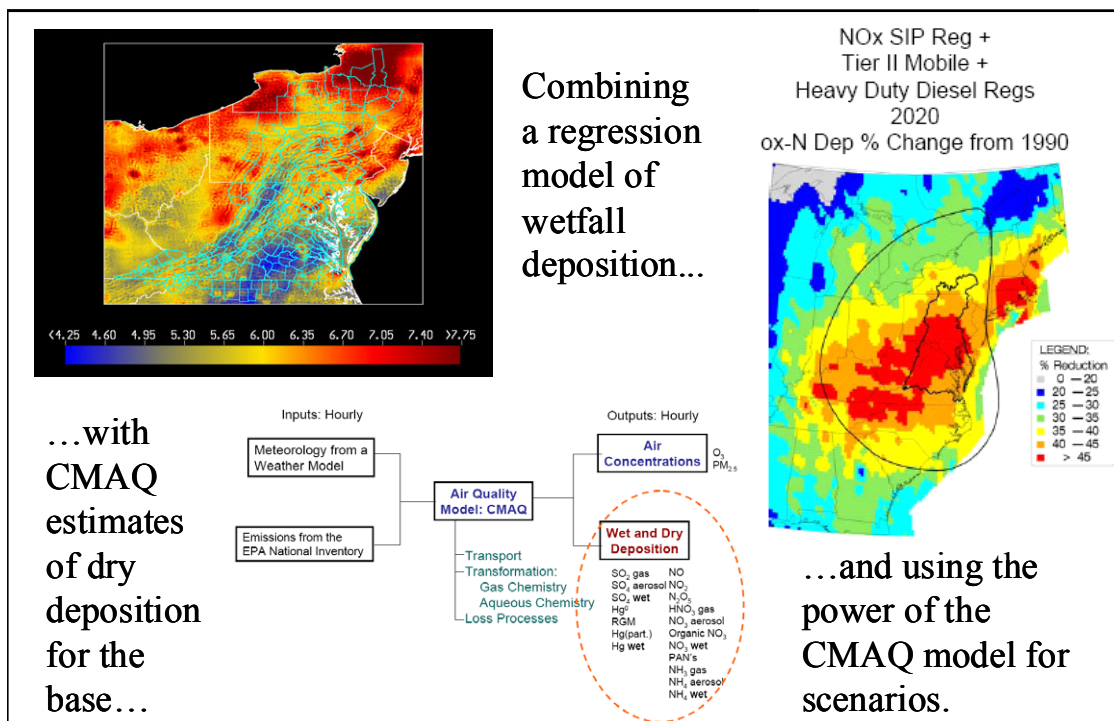 Combining
a regression
model of
wetfall
deposition...
<4.25 4.60 4.95 5.30 5.65 6.00 6.35 6.70 7.05 7.40 >7.75
NOx SIP Reg +
Tier II Mobile +
Heavy Duty Diesel Regs
2020
ox-N Dep % Change from 1990
LEGEND:
% Reduction
0 – 20
20 – 25
25 – 30
30 – 35
35 – 40
40 – 45
> 45
…with
CMAQ
estimates
of dry
deposition
for the
base…
Inputs: Hourly
Meteorology from a
Weather Model
Emissions from the
EPA National Inventory
Air Quality
Model: CMAQ
Transport
Transformation:
Gas Chemistry
Aqueous Chemistry
Loss Processes
Outputs: Hourly
Air
Concentrations
O₃
PM₂.₅
Wet and Dry
Deposition
SO₂ gas
SO₄ aerosol
SO₄ wet
Hg⁰
RGM
Hg(part.)
Hg wet
NO
NO₂
N₂O₅
HNO₃ gas
NO₃ aerosol
Organic NO₃
NO₃ wet
PAN's
NH₃ gas
NH₄ aerosol
NH₄ wet
…and using the
power of the
CMAQ model for
scenarios.